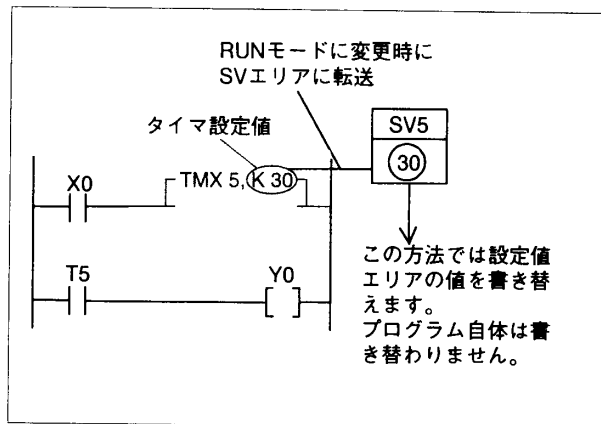 RUNモードに変更時に
SVエリアに転送
タイマ設定値
SV5
30
X0
TMX 5, K 30
T5
Y0
この方法では設定値
エリアの値を書き替
えます。
プログラム自体は書
き替わりません。